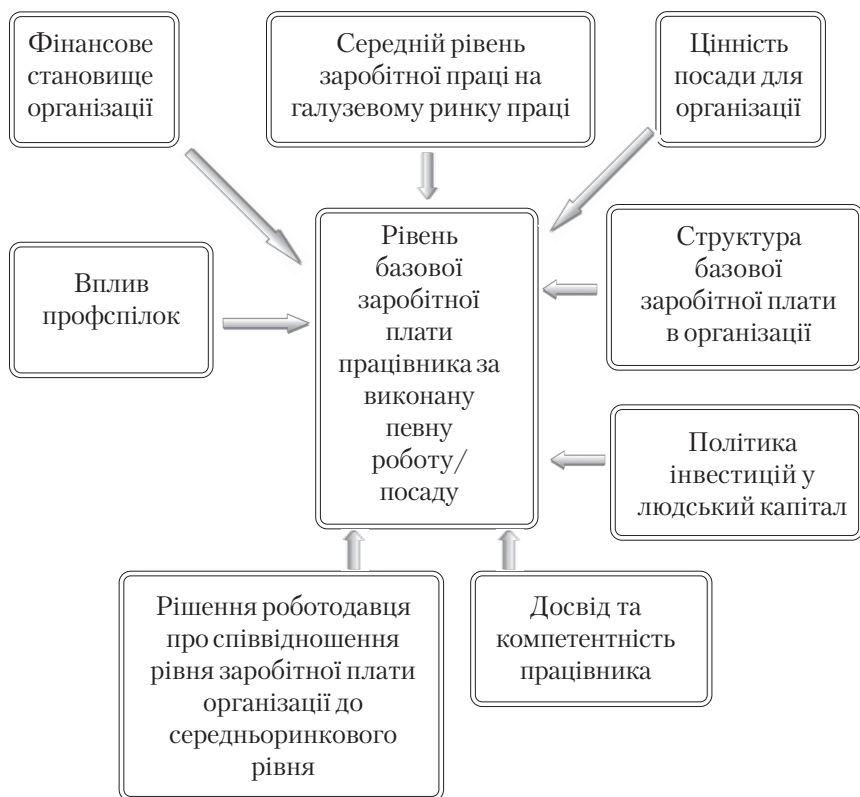 Фінансове
становище
організації
Середній рівень
заробітної праці на
галузевому ринку праці
Цінність
посади для
організації
Вплив
профспілок
Рівень
базової
заробітної
плати
працівника за
виконану
певну
роботу/
посаду
Структура
базової
заробітної плати
в організації
Політика
інвестицій у
людський капітал
Рішення роботодавця
про співвідношення
рівня заробітної плати
організації до
середньоринкового
рівня
Досвід та
компетентність
працівника